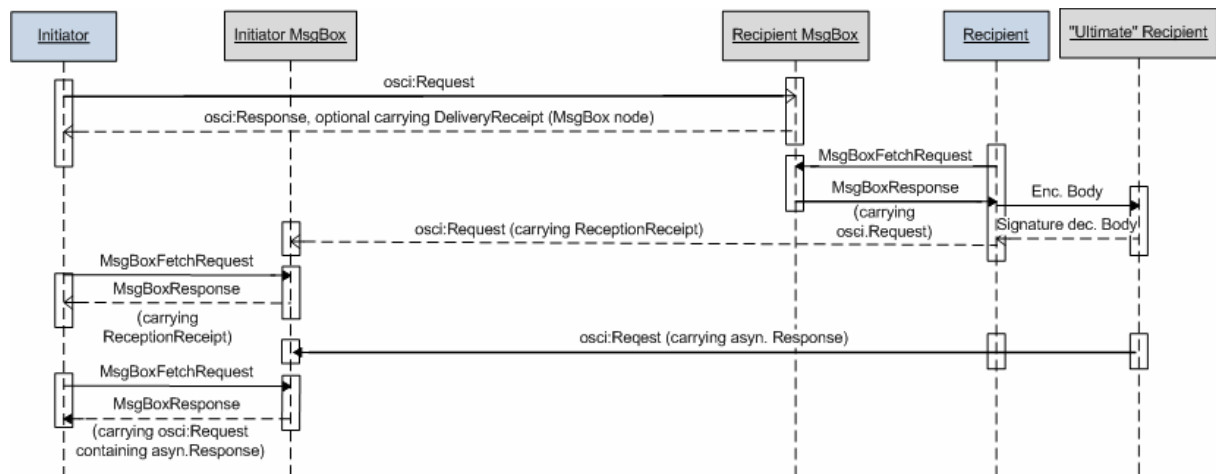 Initiator
Initiator MsgBox
Recipient MsgBox
Recipient
"Ultimate" Recipient
osci:Request
osci:Response, optional carrying DeliveryReceipt (MsgBox node)
MsgBoxFetchRequest
MsgBoxResponse
(carrying
osci.Request)
Enc. Body
Signature dec. Body
osci:Request (carrying ReceptionReceipt)
MsgBoxFetchRequest
MsgBoxResponse
(carrying
ReceptionReceipt)
osci:Reqest (carrying asyn. Response)
MsgBoxFetchRequest
MsgBoxResponse
(carrying osci:Request
containing asyn.Response)